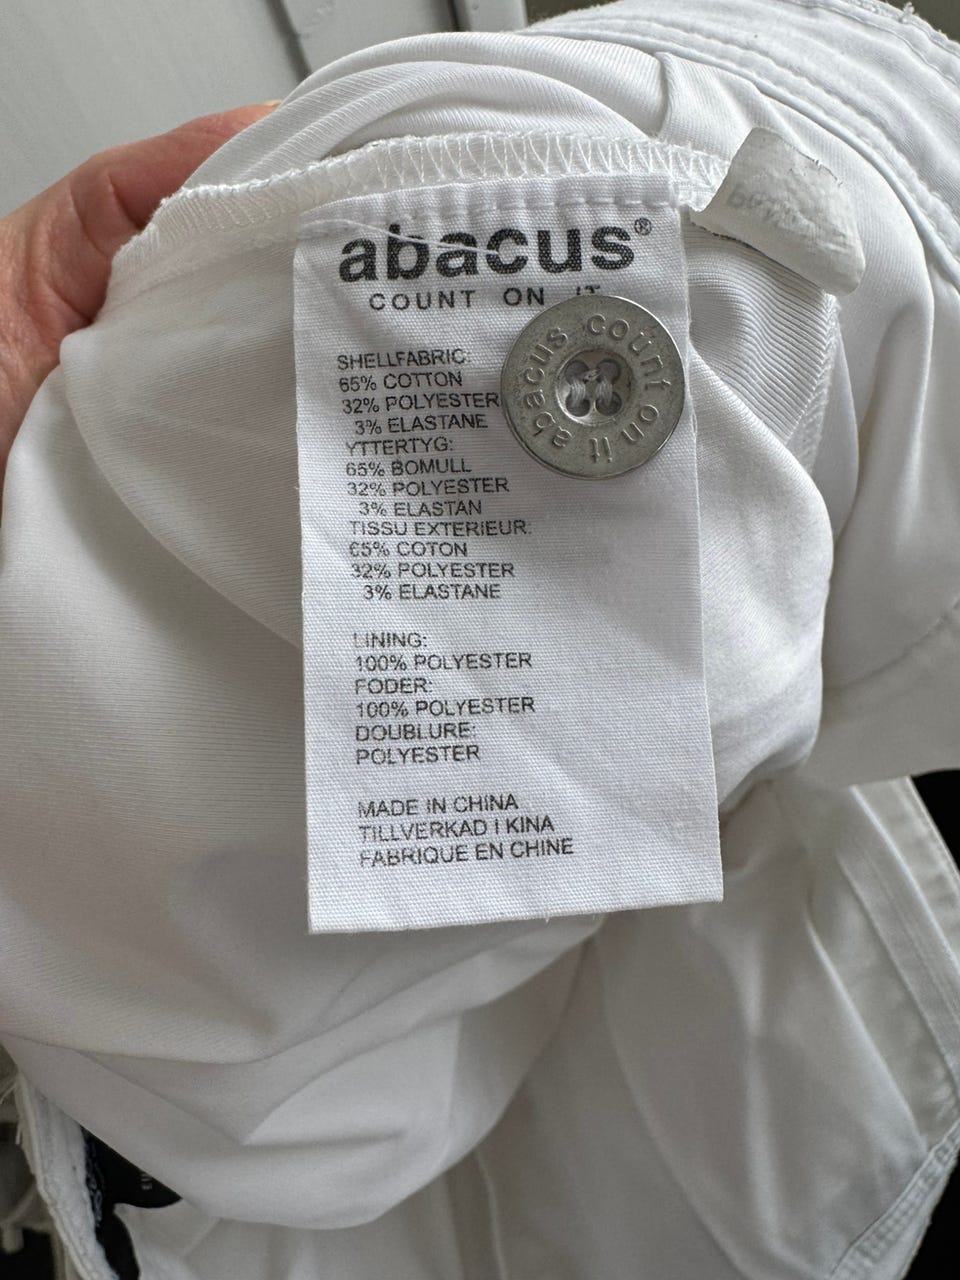 abacus®
COUNT ON IT
SHELLFABRIC:
65% COTTON
32% POLYESTER
3% ELASTANE
YTTERTYG:
65% BOMULL
32% POLYESTER
3% ELASTAN
TISSU EXTERIEUR:
65% COTON
32% POLYESTER
3% ELASTANE
LINING:
100% POLYESTER
FODER:
100% POLYESTER
DOUBLURE:
POLYESTER
MADE IN CHINA
TILLVERKAD I KINA
FABRIQUE EN CHINE
abacus count on it